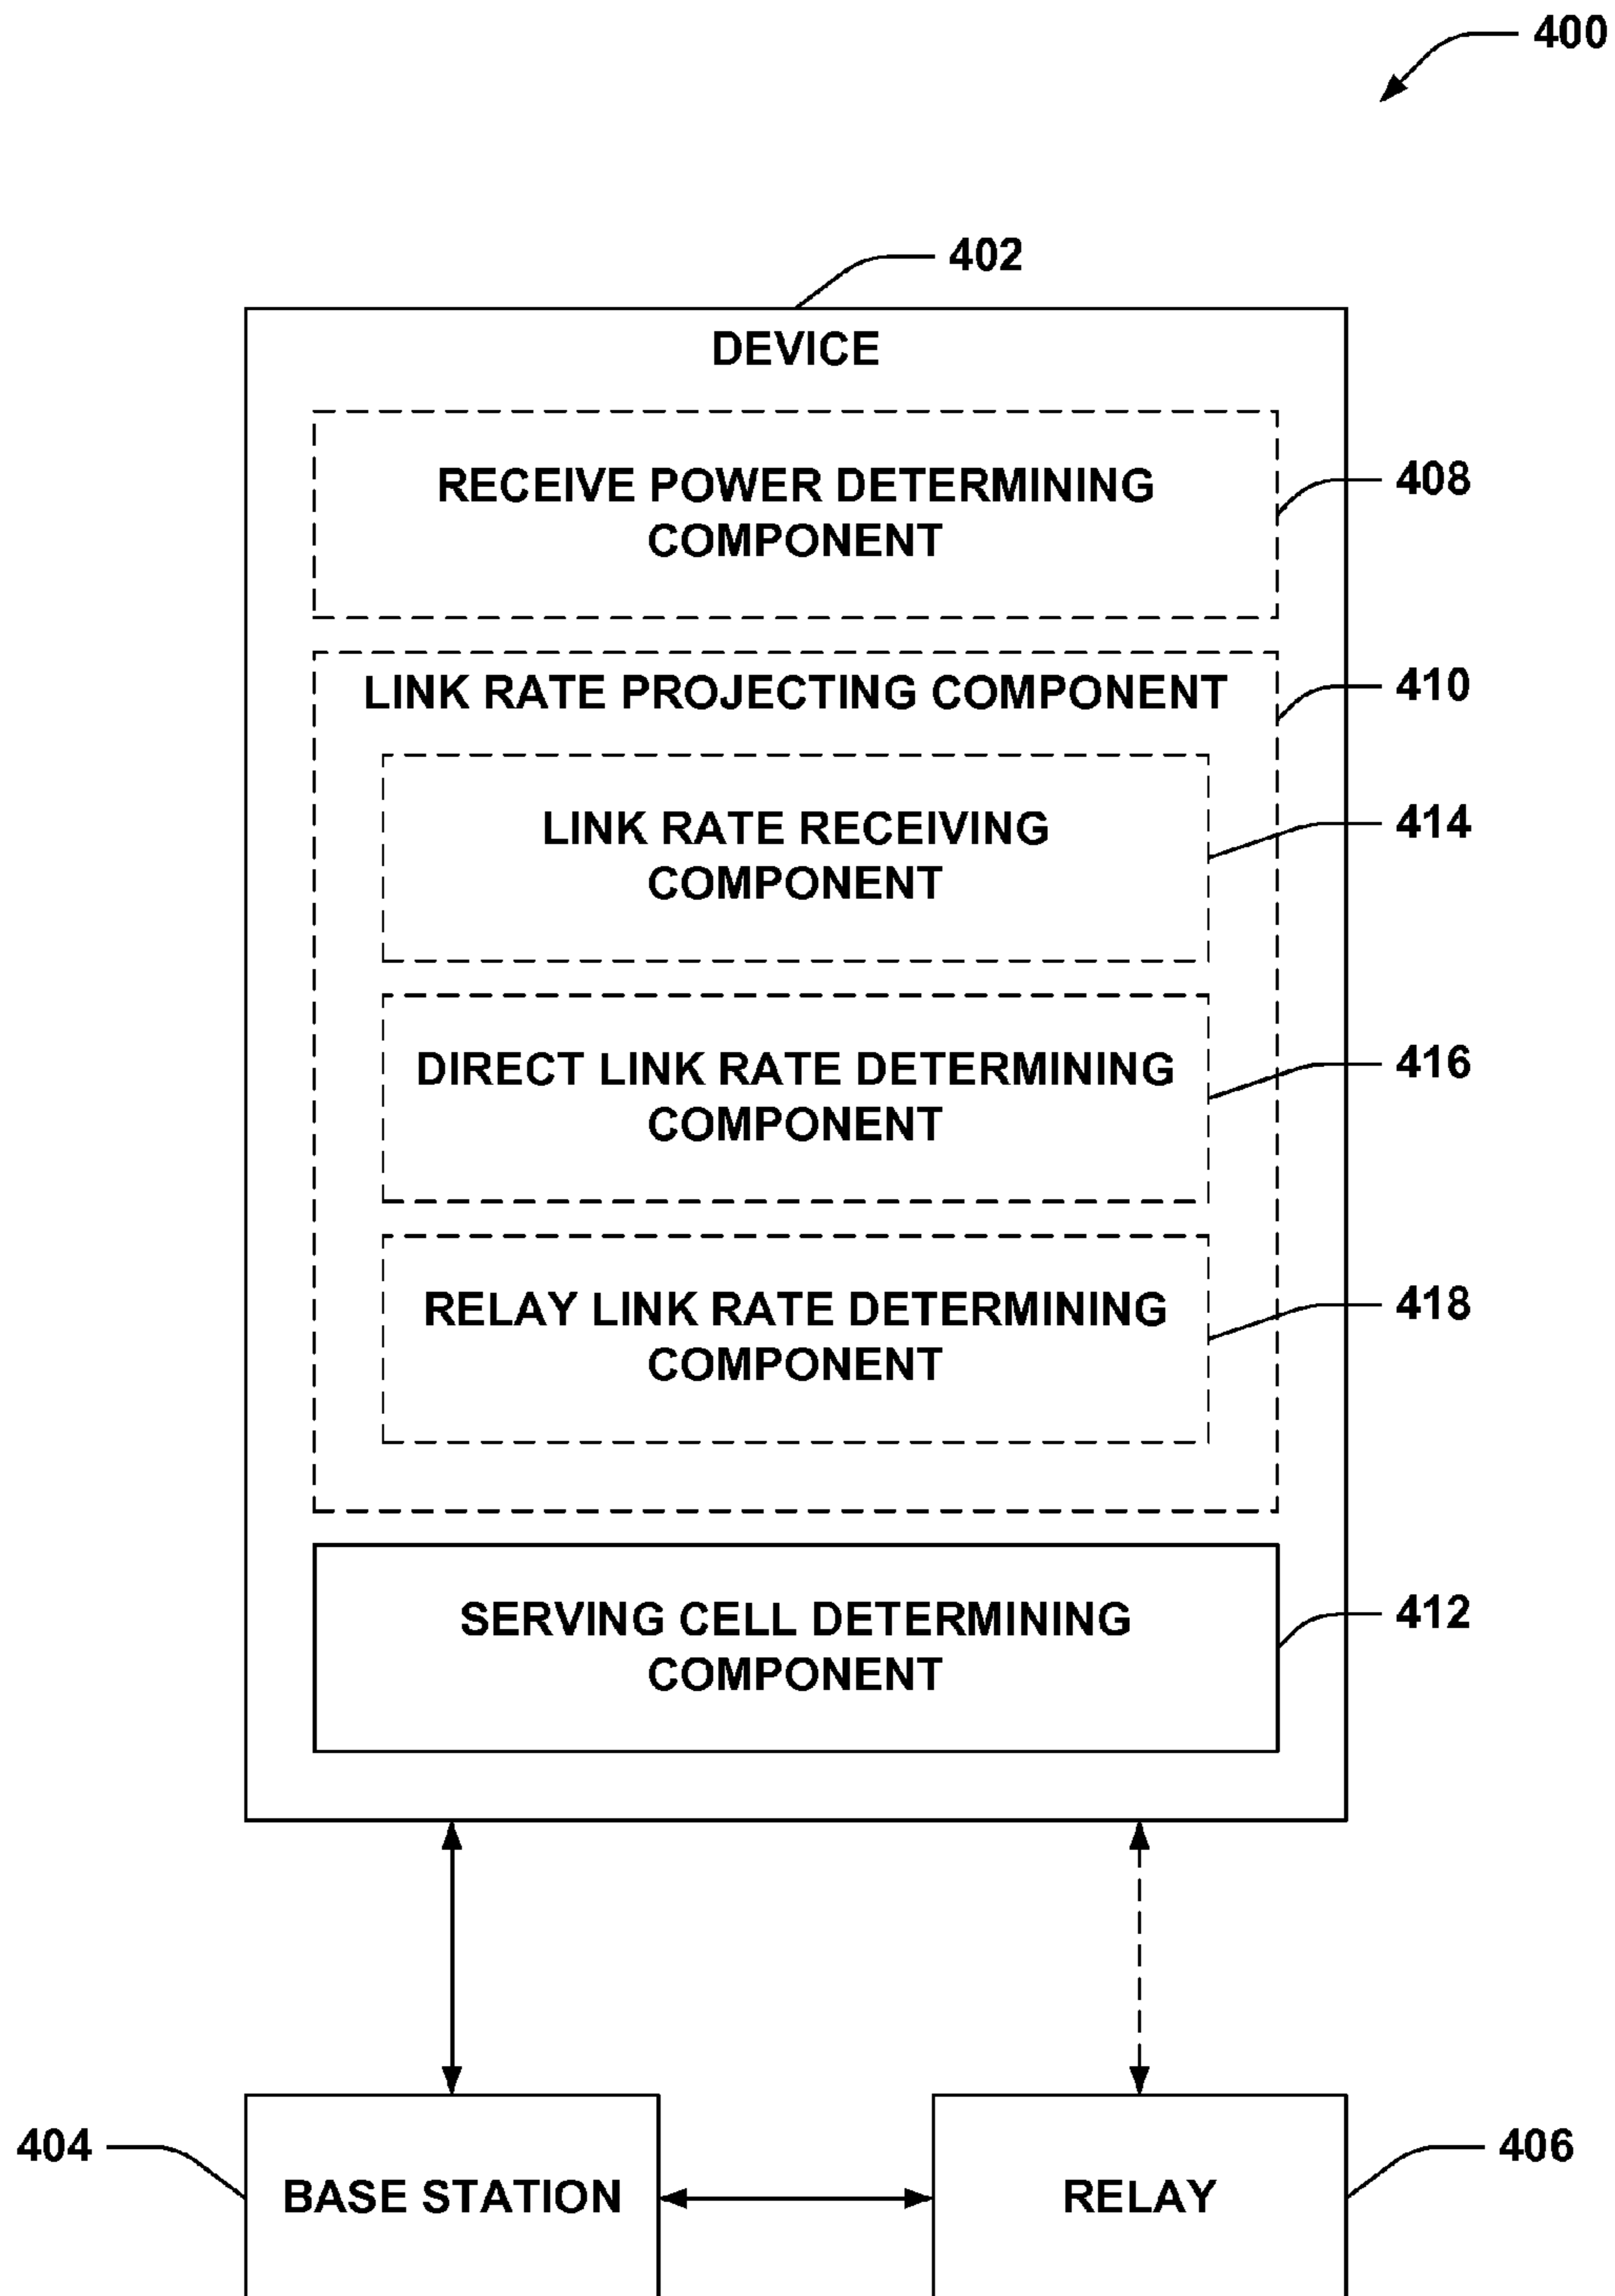 400
402
DEVICE
RECEIVE POWER DETERMINING
COMPONENT
408
LINK RATE PROJECTING COMPONENT
410
LINK RATE RECEIVING
COMPONENT
414
DIRECT LINK RATE DETERMINING
COMPONENT
416
RELAY LINK RATE DETERMINING
COMPONENT
418
SERVING CELL DETERMINING
COMPONENT
412
404
BASE STATION
RELAY
406